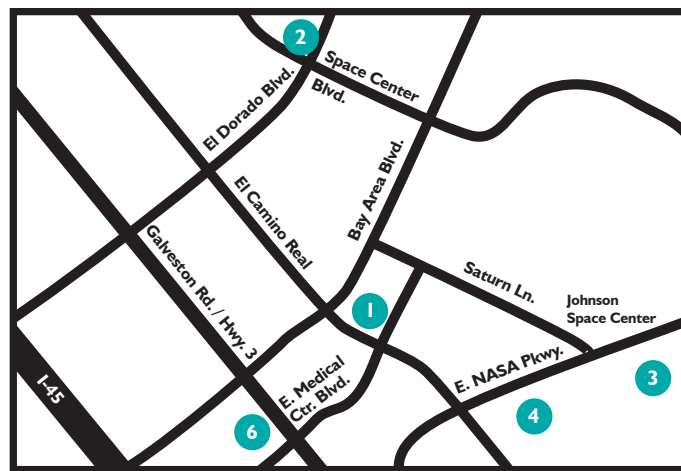 2
Space Center
Blvd.
El Dorado Blvd.
El Camino Real
Bay Area Blvd.
Galveston Rd. / Hwy. 3
Saturn Ln.
Johnson
Space Center
1
E. NASA Pkwy.
3
E. Medical
Ctr. Blvd.
I-45
4
6